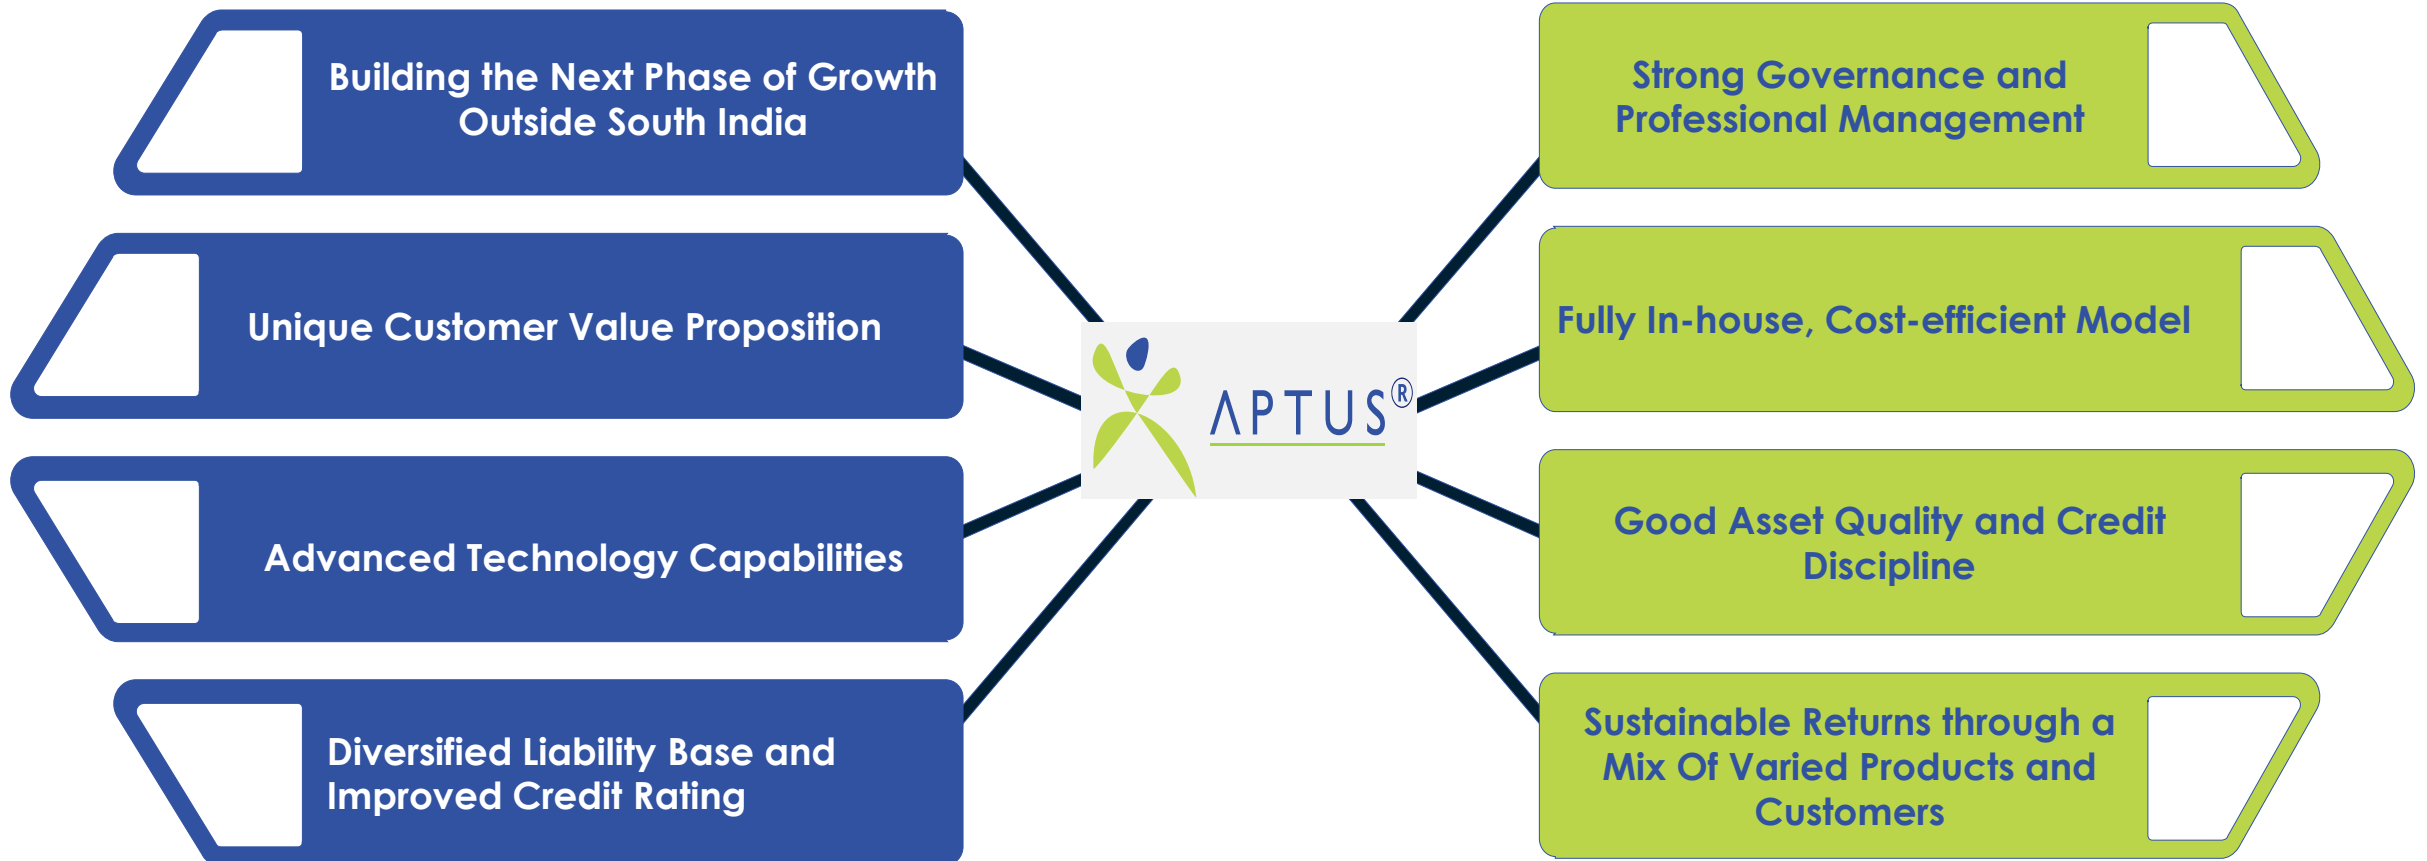 Building the Next Phase of Growth
Outside South India
Unique Customer Value Proposition
Advanced Technology Capabilities
Diversified Liability Base and
Improved Credit Rating
APTUS®
Strong Governance and
Professional Management
Fully In-house, Cost-efficient Model
Good Asset Quality and Credit
Discipline
Sustainable Returns through a
Mix Of Varied Products and
Customers